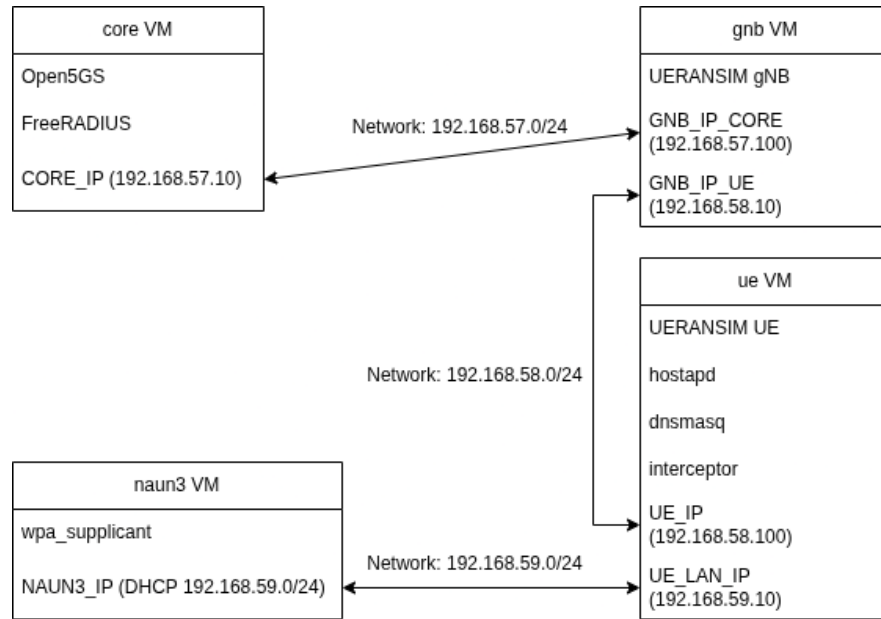 core VM
Open5GS
FreeRADIUS
CORE_IP (192.168.57.10)
Network: 192.168.57.0/24
gnb VM
UERANSIM gNB
GNB_IP_CORE
(192.168.57.100)
GNB_IP_UE
(192.168.58.10)
Network: 192.168.58.0/24
ue VM
UERANSIM UE
hostapd
dnsmasq
interceptor
UE_IP
(192.168.58.100)
UE_LAN_IP
(192.168.59.10)
naun3 VM
wpa_supplicant
NAUN3_IP (DHCP 192.168.59.0/24)
Network: 192.168.59.0/24